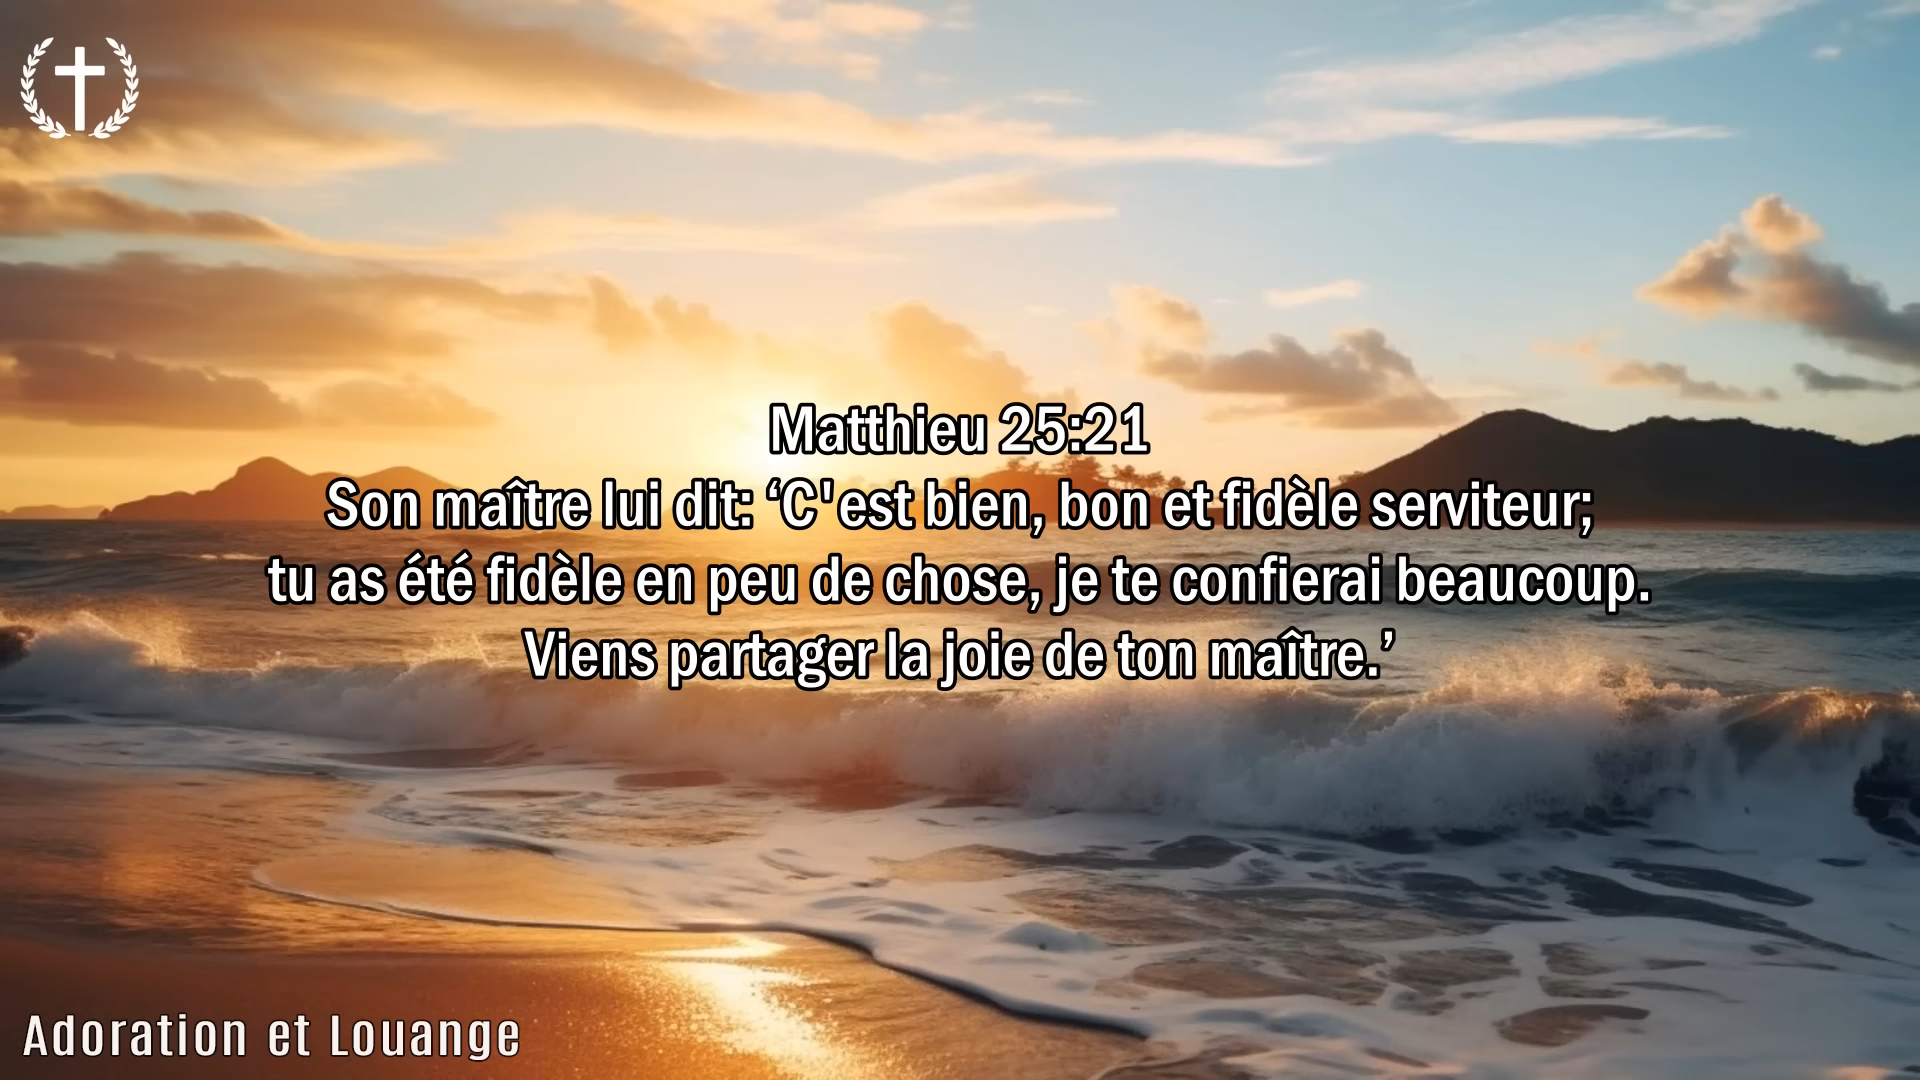 Matthieu 25:21
Son maître lui dit: ‘C'est bien, bon et fidèle serviteur;
tu as été fidèle en peu de chose, je te confierai beaucoup.
Viens partager la joie de ton maître.’
Adoration et Louange